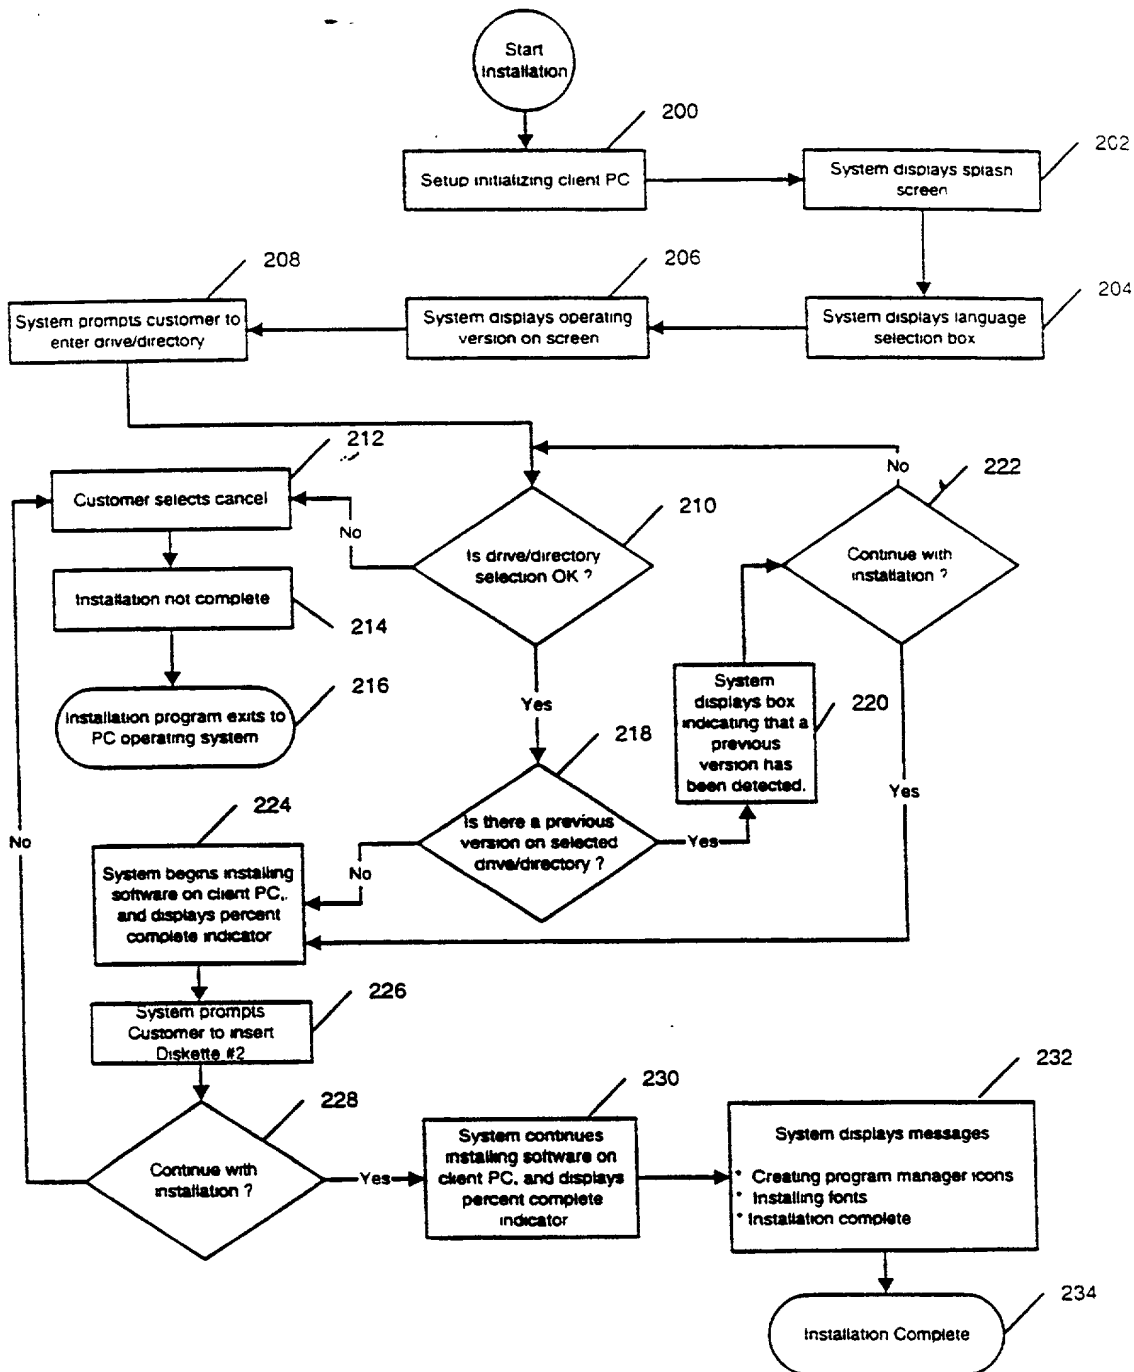 Start
Installation
200
Setup initializing client PC
202
System displays splash
screen
204
System displays language
selection box
206
System displays operating
version on screen
208
System prompts customer to
enter drive/directory
210
Is drive/directory
selection OK ?
No
212
Customer selects cancel
Installation not complete
214
216
Installation program exits to
PC operating system
Yes
218
Is there a previous
version on selected
drive/directory ?
Yes
No
System
displays box
indicating that a
previous
version has
been detected.
220
No
222
Continue with
installation ?
Yes
224
System begins installing
software on client PC,.
and displays percent
complete indicator
226
System prompts
Customer to insert
Diskette #2
228
Continue with
installation ?
No
Yes
230
System continues
installing software on
client PC, and displays
percent complete
indicator
232
System displays messages
* Creating program manager icons
* Installing fonts
* Installation complete
234
Installation Complete